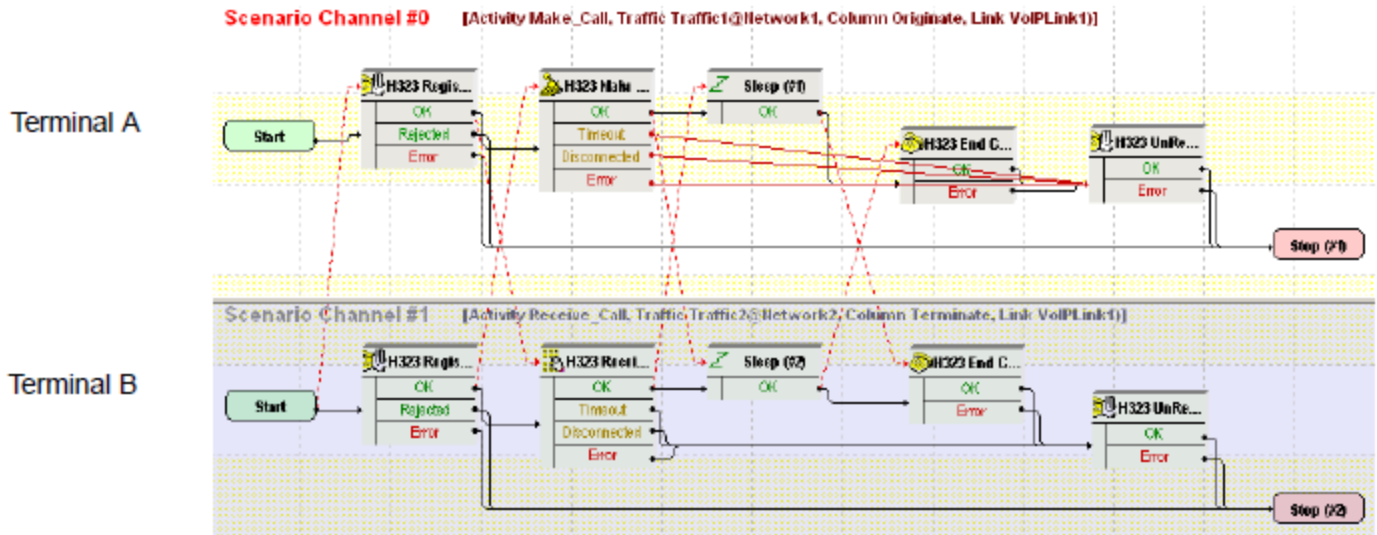 Scenario Channel #0 [Activity Make_Call, Traffic Traffic1@Network1, Column Originate, Link VoIPLink1)]
Terminal A
Start
H323 Regis...
OK
Rejected
Error
H323 Make ...
OK
Timeout
Disconnected
Error
Sleep (#1)
OK
H323 End C...
OK
Error
H323 UnRe...
OK
Error
Stop (#1)
Scenario Channel #1 [Activity Receive_Call, Traffic Traffic2@Network2, Column Terminate, Link VoIPLink1)]
Terminal B
Start
H323 Regis...
OK
Rejected
Error
H323 Recei...
OK
Timeout
Disconnected
Error
Sleep (#2)
OK
H323 End C...
OK
Error
H323 UnRe...
OK
Error
Stop (#2)